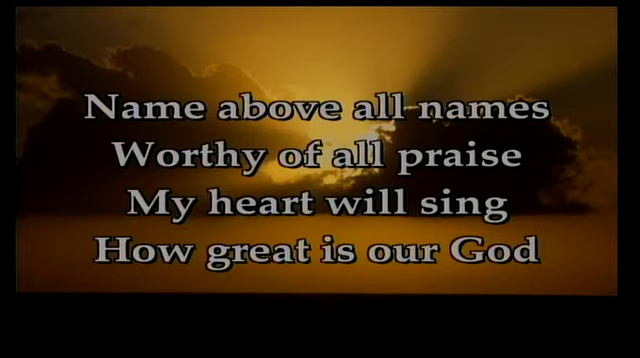 Name above all names
Worthy of all praise
My heart will sing
How great is our God